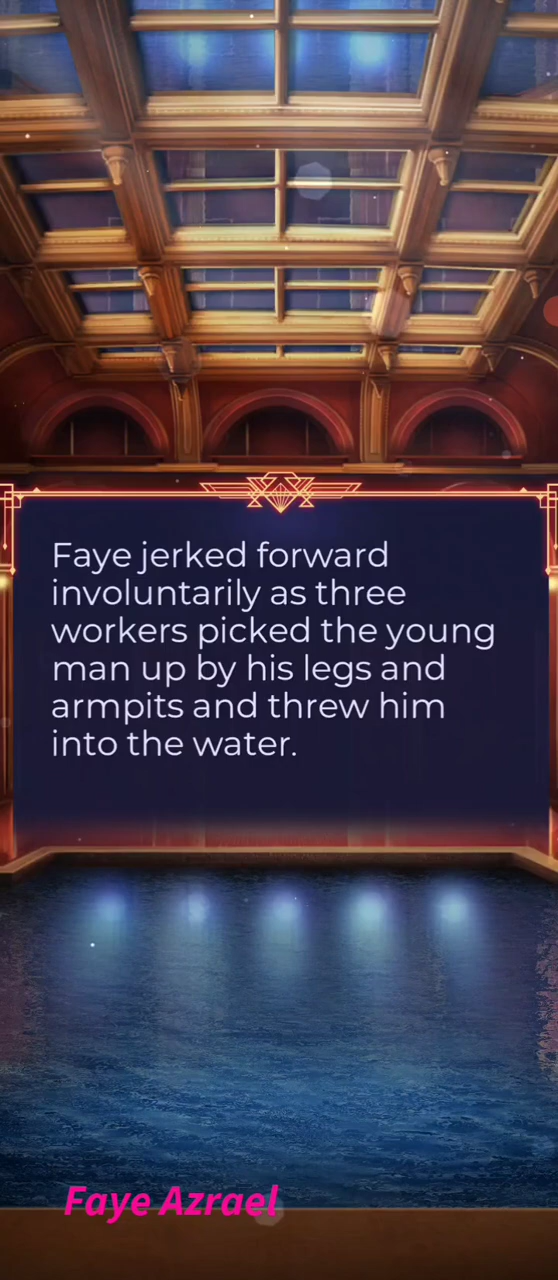 Faye jerked forward
involuntarily as three
workers picked the young
man up by his legs and
armpits and threw him
into the water.
Faye Azrael